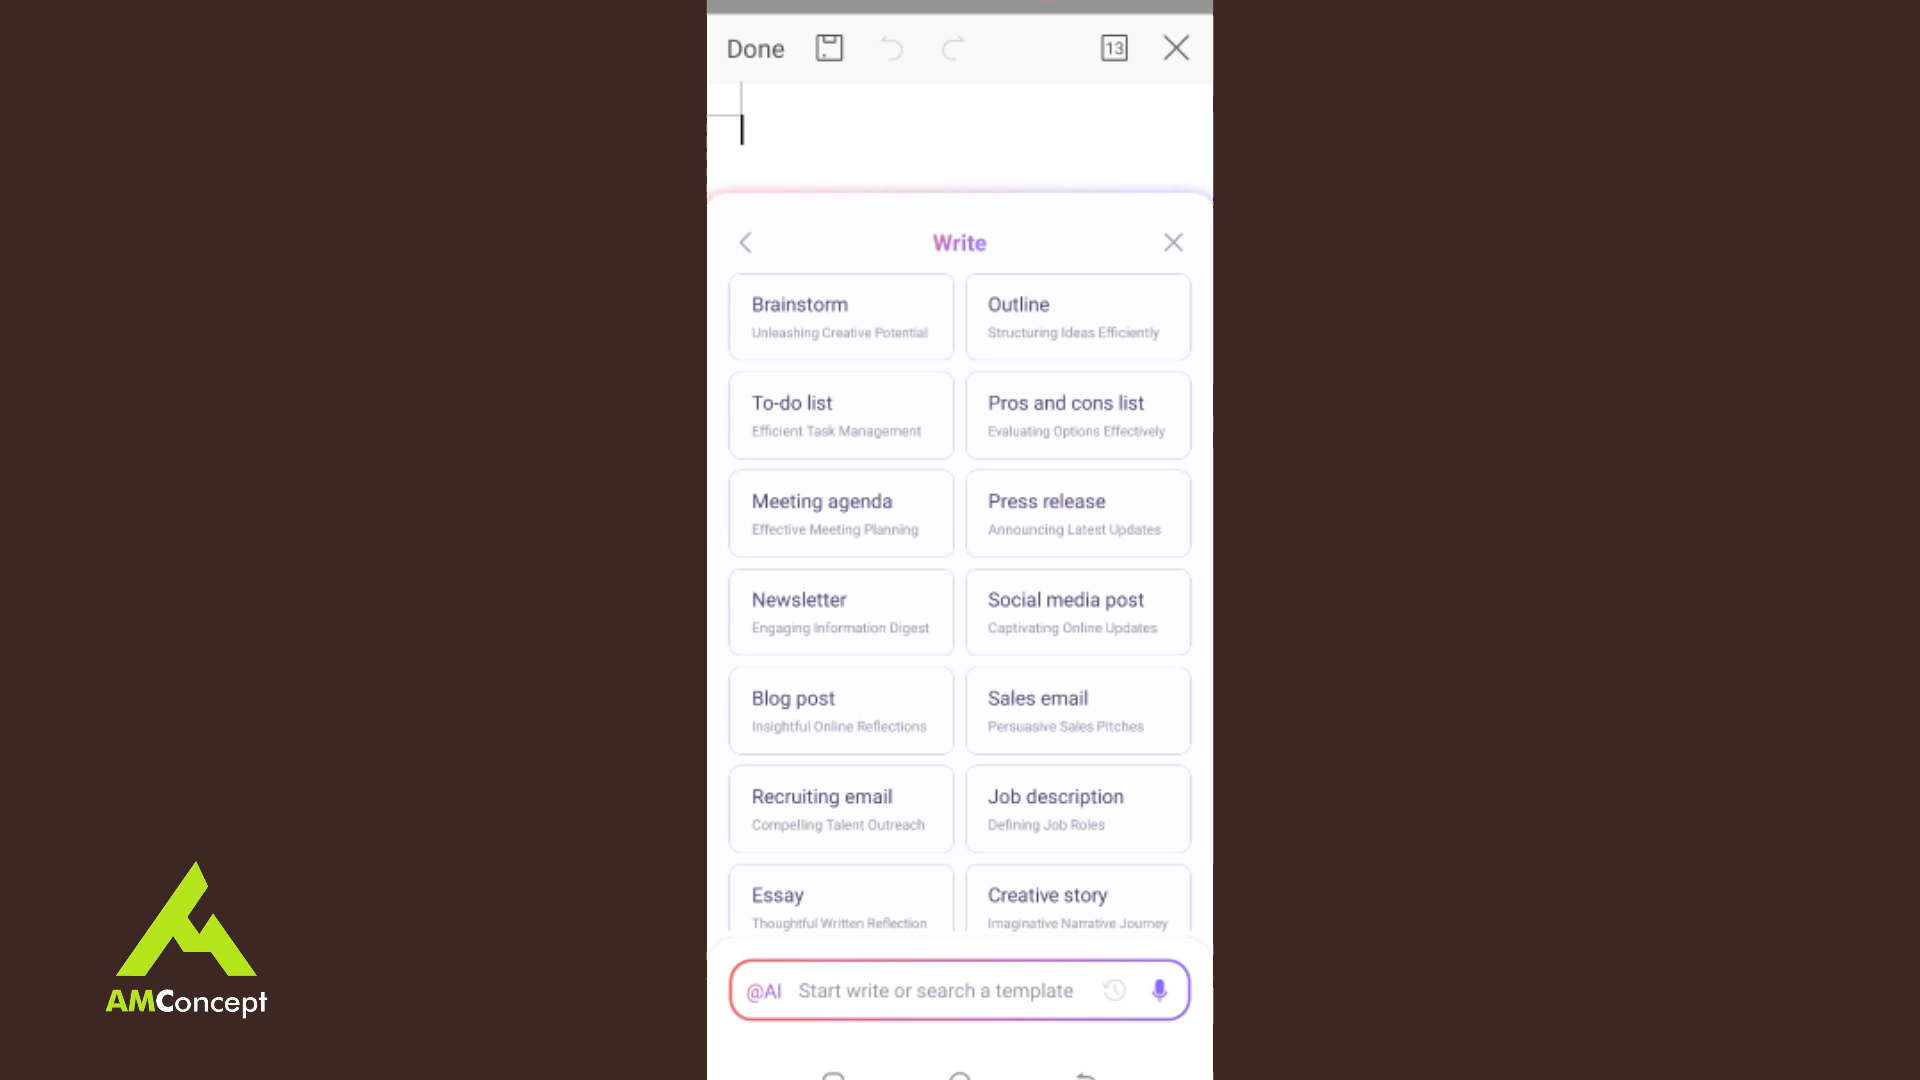 Done 13
Write
Brainstorm
Unleashing Creative Potential
Outline
Structuring Ideas Efficiently
To-do list
Efficient Task Management
Pros and cons list
Evaluating Options Effectively
Meeting agenda
Effective Meeting Planning
Press release
Announcing Latest Updates
Newsletter
Engaging Information Digest
Social media post
Captivating Online Updates
Blog post
Insightful Online Reflections
Sales email
Persuasive Sales Pitches
Recruiting email
Compelling Talent Outreach
Job description
Defining Job Roles
Essay
Thoughtful Written Reflection
Creative story
Imaginative Narrative Journey
@AI Start write or search a template
AMConcept